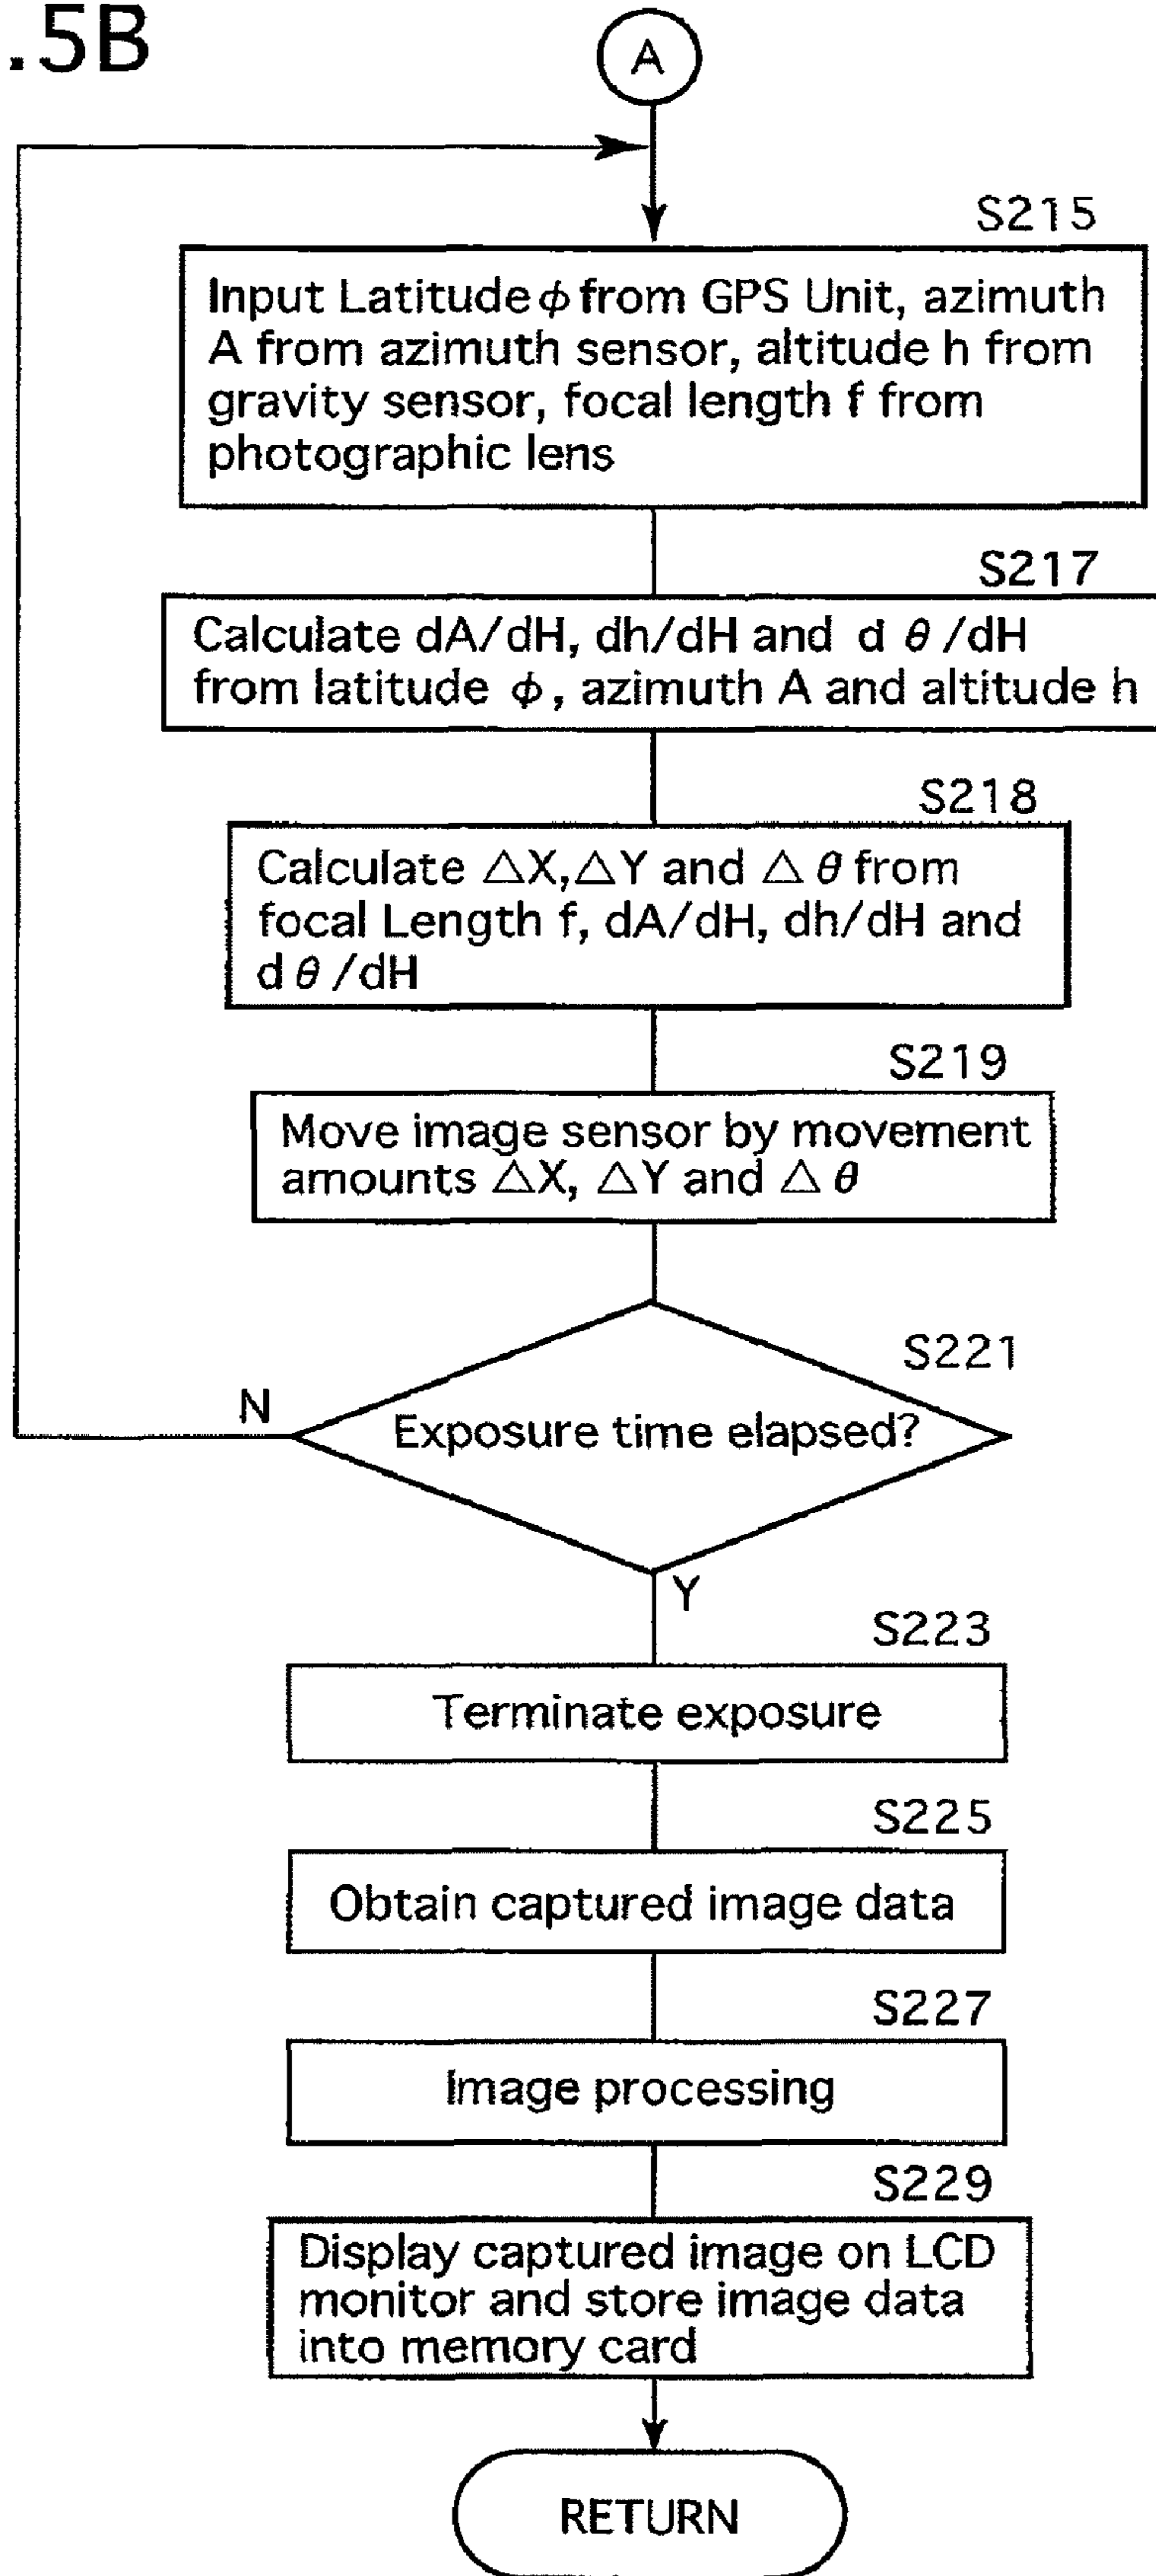 .5B
A
S215
Input Latitude φ from GPS Unit, azimuth
A from azimuth sensor, altitude h from
gravity sensor, focal length f from
photographic lens
S217
Calculate dA/dH, dh/dH and d θ /dH
from latitude φ, azimuth A and altitude h
S218
Calculate △X,△Y and △ θ from
focal Length f, dA/dH, dh/dH and
d θ /dH
S219
Move image sensor by movement
amounts △X, △Y and △ θ
S221
N
Exposure time elapsed?
Y
S223
Terminate exposure
S225
Obtain captured image data
S227
Image processing
S229
Display captured image on LCD
monitor and store image data
into memory card
RETURN